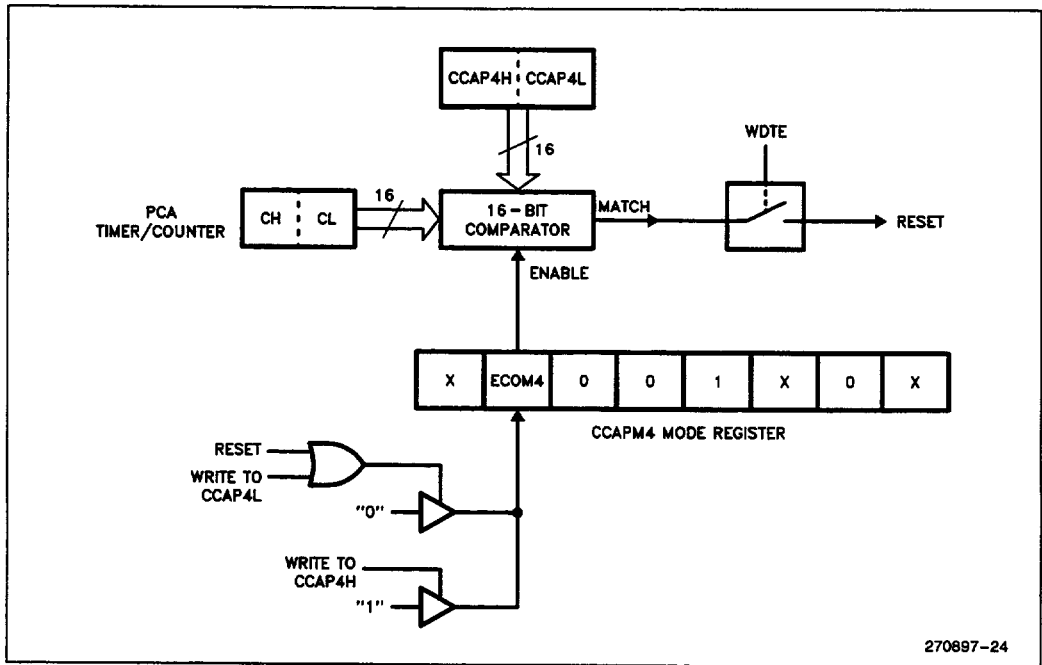 CCAP4H CCAP4L
16
WDTE
PCA
TIMER/COUNTER
CH CL
16
16-BIT
COMPARATOR
MATCH
RESET
ENABLE
X ECOM4 0 0 1 X 0 X
CCAPM4 MODE REGISTER
RESET
WRITE TO
CCAP4L
"0"
WRITE TO
CCAP4H
"1"
270897-24